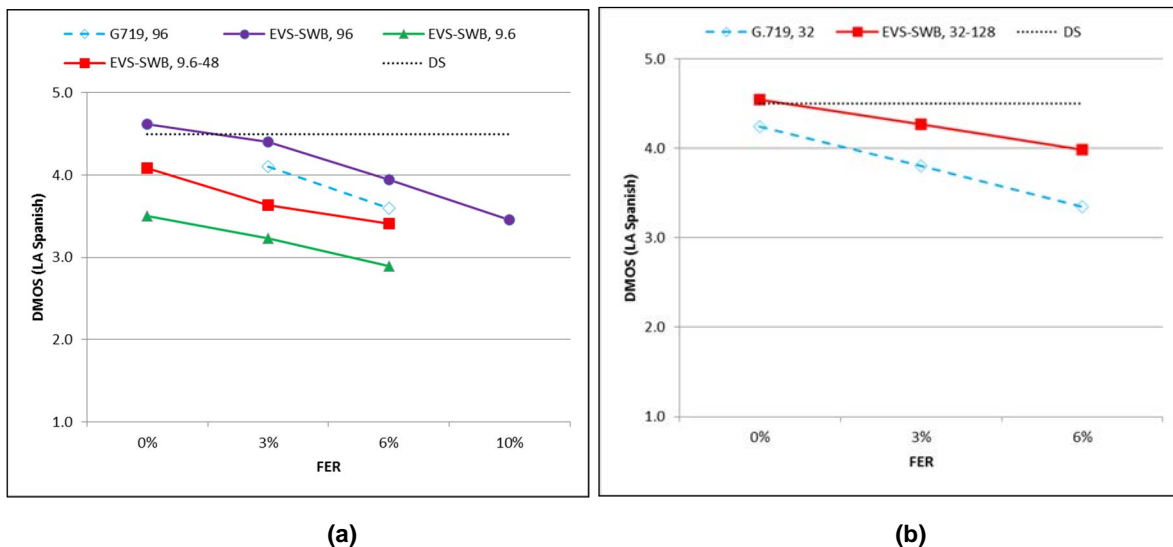 G719, 96 EVS-SWB, 96 EVS-SWB, 9.6
EVS-SWB, 9.6-48 DS
5.0
4.0
3.0
2.0
1.0
DMOS (LA Spanish)
0% 3% 6% 10%
FER
(a)
G.719, 32 EVS-SWB, 32-128 DS
5.0
4.0
3.0
2.0
1.0
DMOS (LA Spanish)
0% 3% 6%
FER
(b)